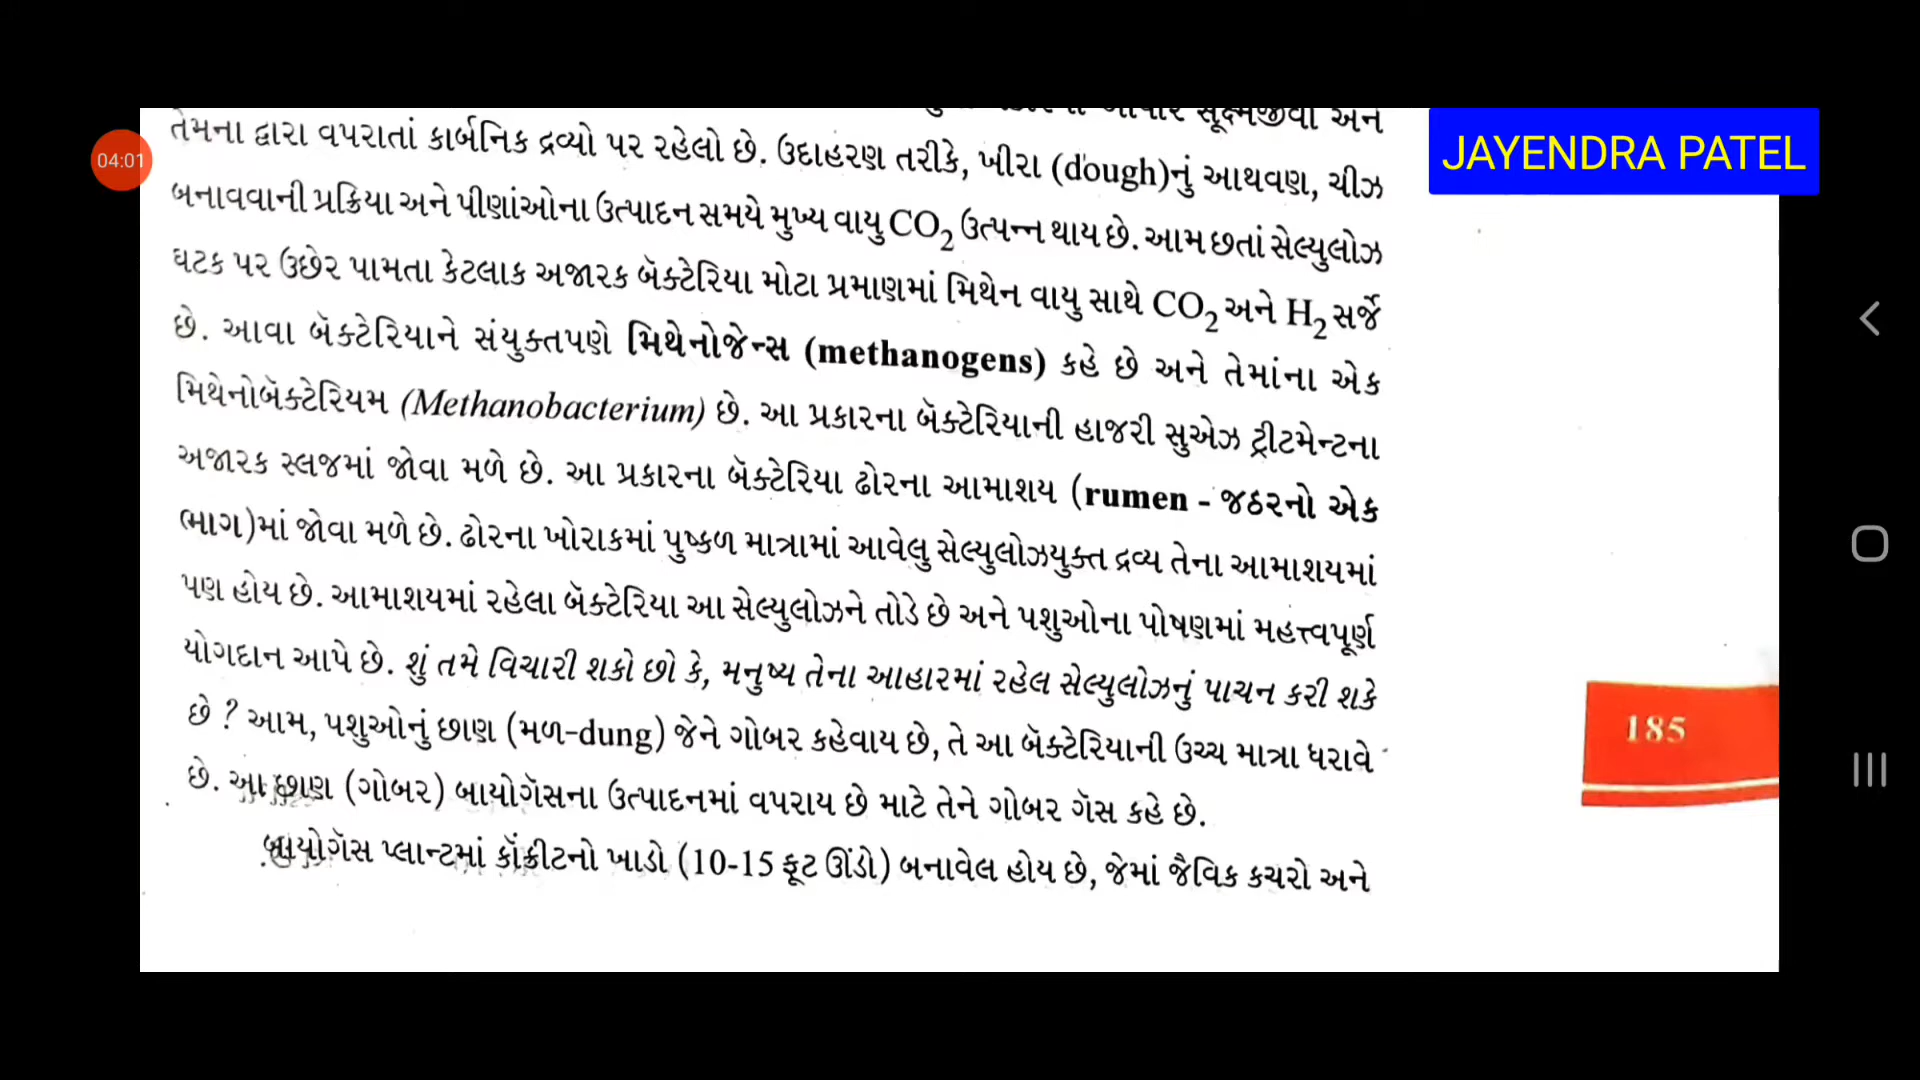 સૂક્ષ્મજીવો અને
JAYENDRA PATEL
04:01
તેમના દ્વારા વપરાતાં કાર્બનિક દ્રવ્યો પર રહેલો છે. ઉદાહરણ તરીકે, ખીરા (dough)નું આથવણ, ચીઝ
બનાવવાની પ્રક્રિયા અને પીણાંઓના ઉત્પાદન સમયે મુખ્ય વાયુ CO₂ ઉત્પન્ન થાય છે. આમ છતાં સેલ્યુલોઝ
ઘટક પર ઉછેર પામતા કેટલાક અજારક બૅક્ટેરિયા મોટા પ્રમાણમાં મિથેન વાયુ સાથે CO₂ અને H₂ સર્જે
છે. આવા બૅક્ટેરિયાને સંયુક્તપણે મિથેનોજેન્સ (methanogens) કહે છે અને તેમાંના એક
મિથેનોબૅક્ટેરિયમ (Methanobacterium) છે. આ પ્રકારના બૅક્ટેરિયાની હાજરી સુએઝ ટ્રીટમેન્ટના
અજારક સ્લજમાં જોવા મળે છે. આ પ્રકારના બૅક્ટેરિયા ઢોરના આમાશય (rumen - જઠરનો એક
ભાગ)માં જોવા મળે છે. ઢોરના ખોરાકમાં પુષ્કળ માત્રામાં આવેલુ સેલ્યુલોઝયુક્ત દ્રવ્ય તેના આમાશયમાં
પણ હોય છે. આમાશયમાં રહેલા બૅક્ટેરિયા આ સેલ્યુલોઝને તોડે છે અને પશુઓના પોષણમાં મહત્ત્વપૂર્ણ
યોગદાન આપે છે. શું તમે વિચારી શકો છો કે, મનુષ્ય તેના આહારમાં રહેલ સેલ્યુલોઝનું પાચન કરી શકે
છે ? આમ, પશુઓનું છાણ (મળ-dung) જેને ગોબર કહેવાય છે, તે આ બૅક્ટેરિયાની ઉચ્ચ માત્રા ધરાવે
છે. આ છાણ (ગોબર) બાયોગૅસના ઉત્પાદનમાં વપરાય છે માટે તેને ગોબર ગૅસ કહે છે.
બાયોગૅસ પ્લાન્ટમાં કૉંક્રીટનો ખાડો (10-15 ફૂટ ઊંડો) બનાવેલ હોય છે, જેમાં જૈવિક કચરો અને
185